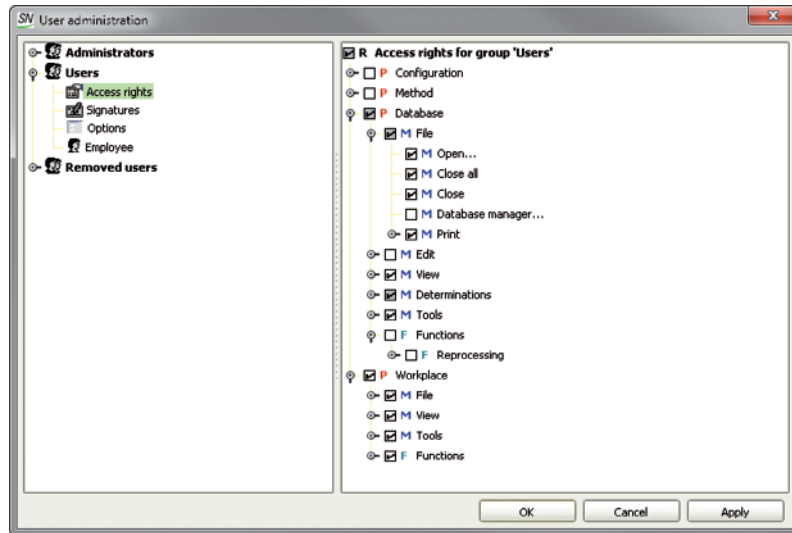 SN User administration
Administrators
Users
Access rights
Signatures
Options
Employee
Removed users
R Access rights for group 'Users'
P Configuration
P Method
P Database
M File
M Open...
M Close all
M Close
M Database manager...
M Print
M Edit
M View
M Determinations
M Tools
F Functions
F Reprocessing
P Workplace
M File
M View
M Tools
F Functions
OK Cancel Apply